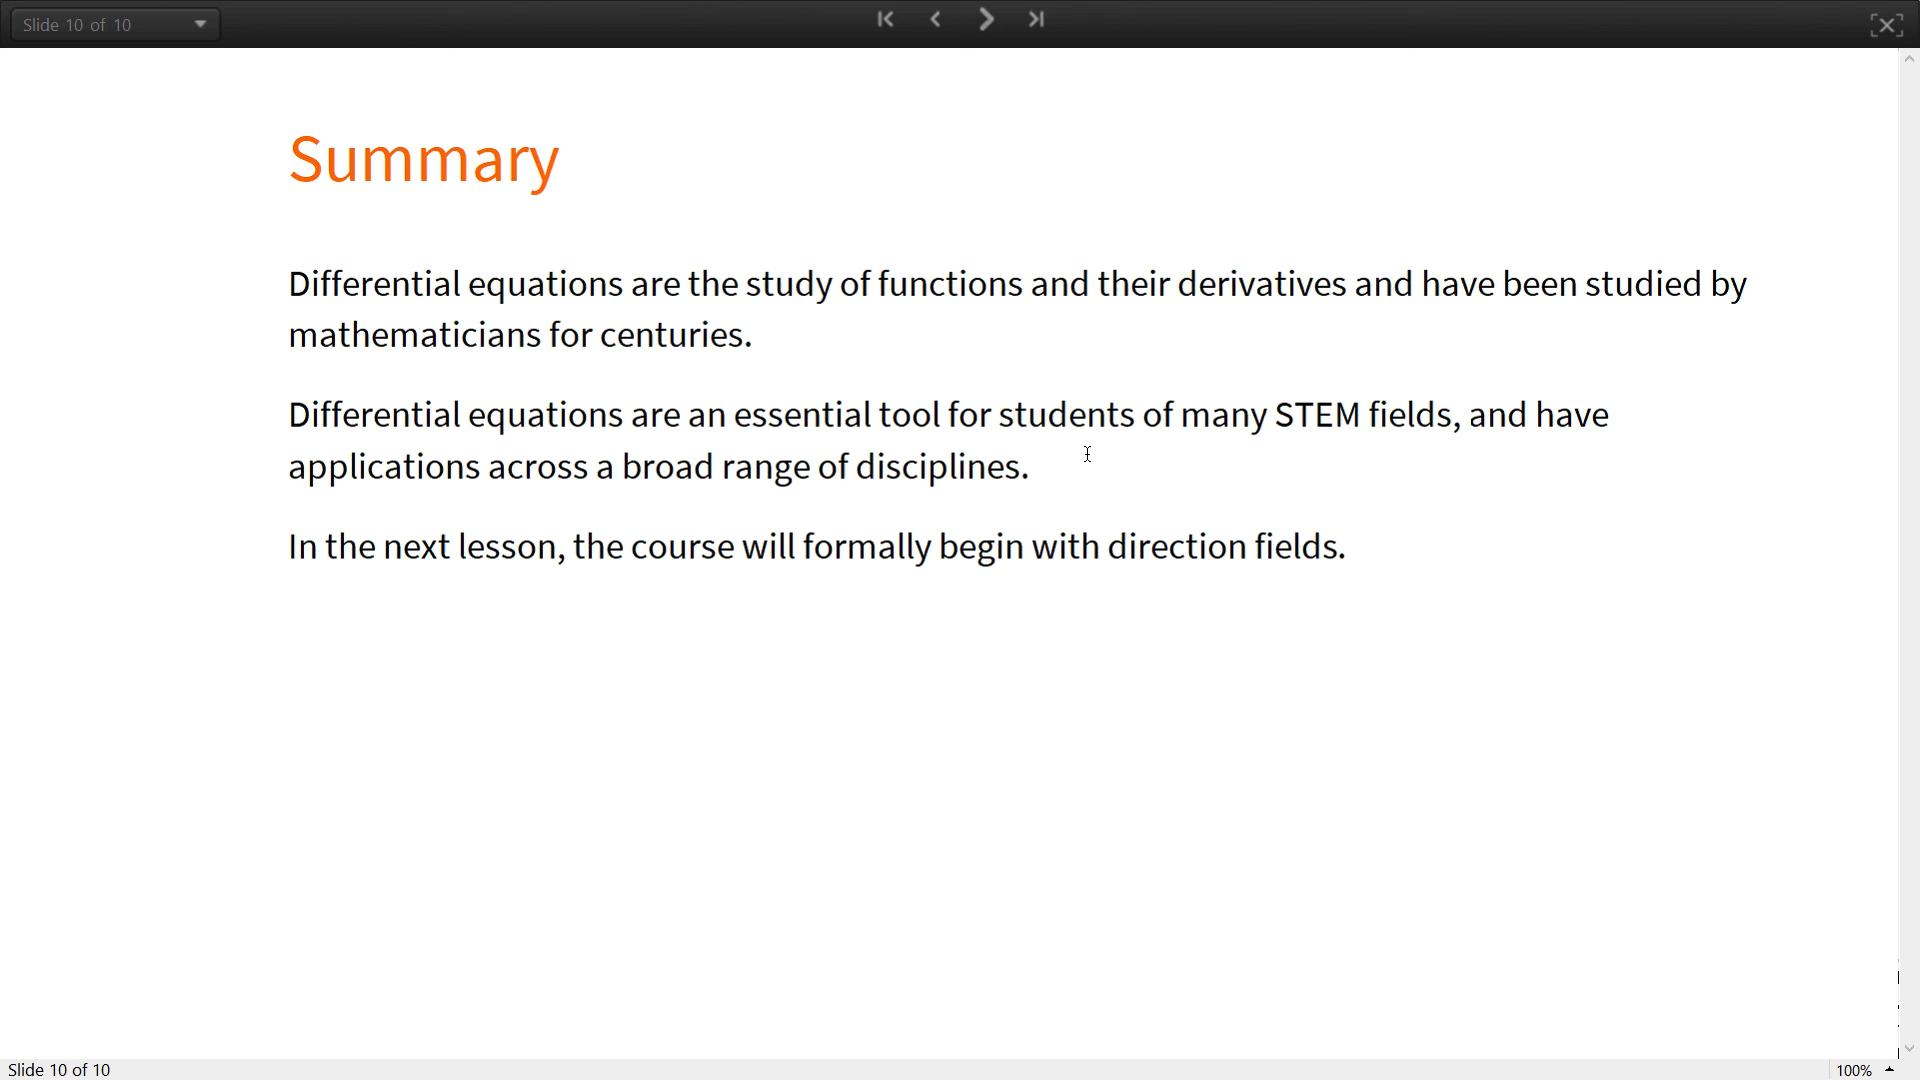 Slide 10 of 10
Summary
Differential equations are the study of functions and their derivatives and have been studied by
mathematicians for centuries.
Differential equations are an essential tool for students of many STEM fields, and have
applications across a broad range of disciplines.
In the next lesson, the course will formally begin with direction fields.
Slide 10 of 10
100%